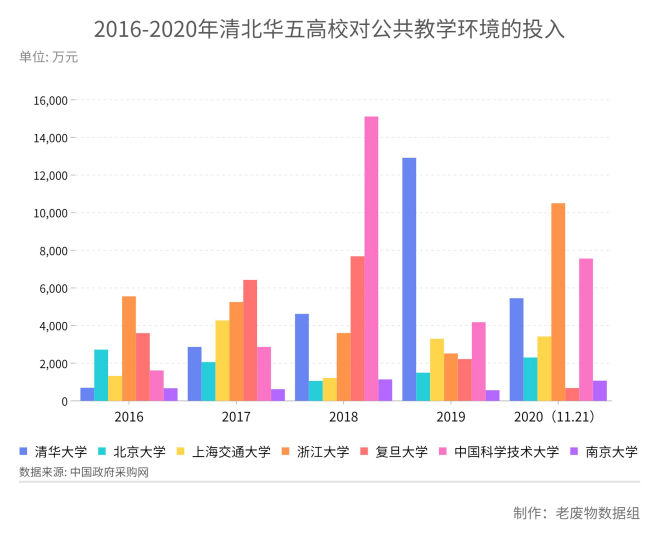 2016-2020年清北华五高校对公共教学环境的投入
单位: 万元
16,000
14,000
12,000
10,000
8,000
6,000
4,000
2,000
0
2016 2017 2018 2019 2020（11.21）
清华大学 北京大学 上海交通大学 浙江大学 复旦大学 中国科学技术大学 南京大学
数据来源: 中国政府采购网
制作：老废物数据组